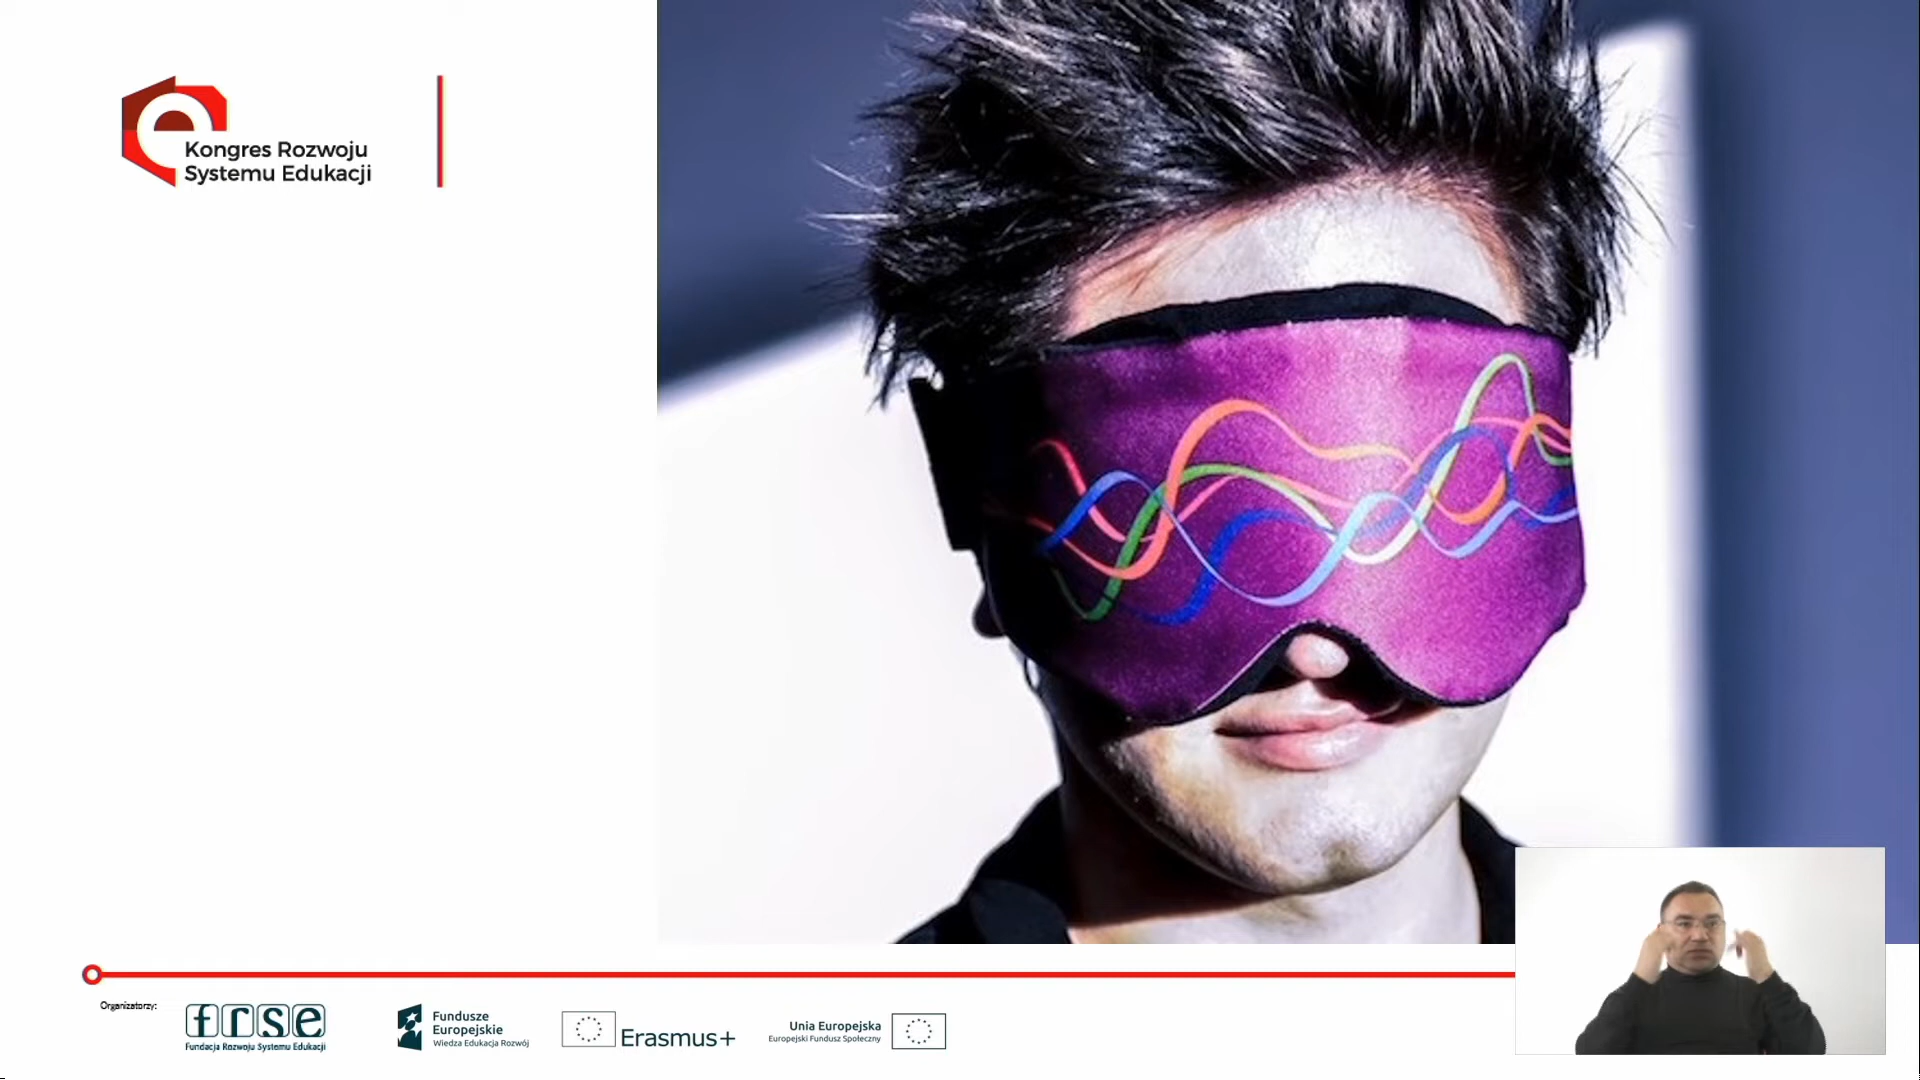 Kongres Rozwoju
Systemu Edukacji
Organizatorzy:
frse
Fundacja Rozwoju Systemu Edukacji
Fundusze
Europejskie
Wiedza Edukacja Rozwój
Erasmus+
Unia Europejska
Europejski Fundusz Społeczny